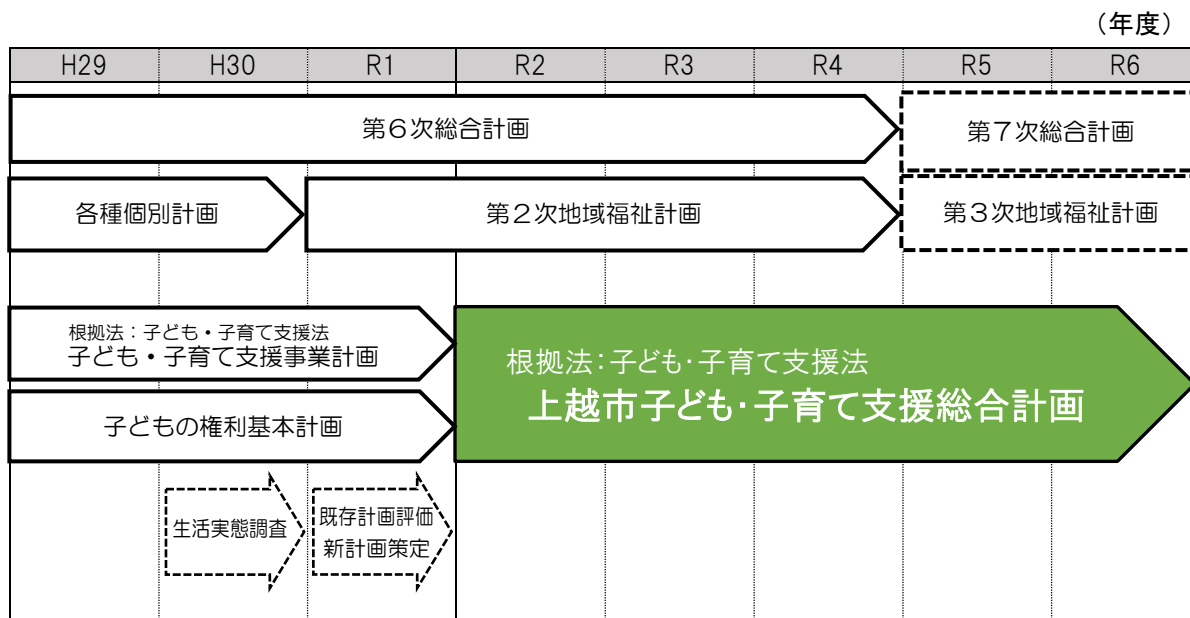 （年度）
H29 H30 R1 R2 R3 R4 R5 R6
第６次総合計画
第７次総合計画
各種個別計画
第２次地域福祉計画
第３次地域福祉計画
根拠法：子ども・子育て支援法
子ども・子育て支援事業計画
子どもの権利基本計画
根拠法：子ども・子育て支援法
上越市子ども・子育て支援総合計画
生活実態調査
既存計画評価
新計画策定